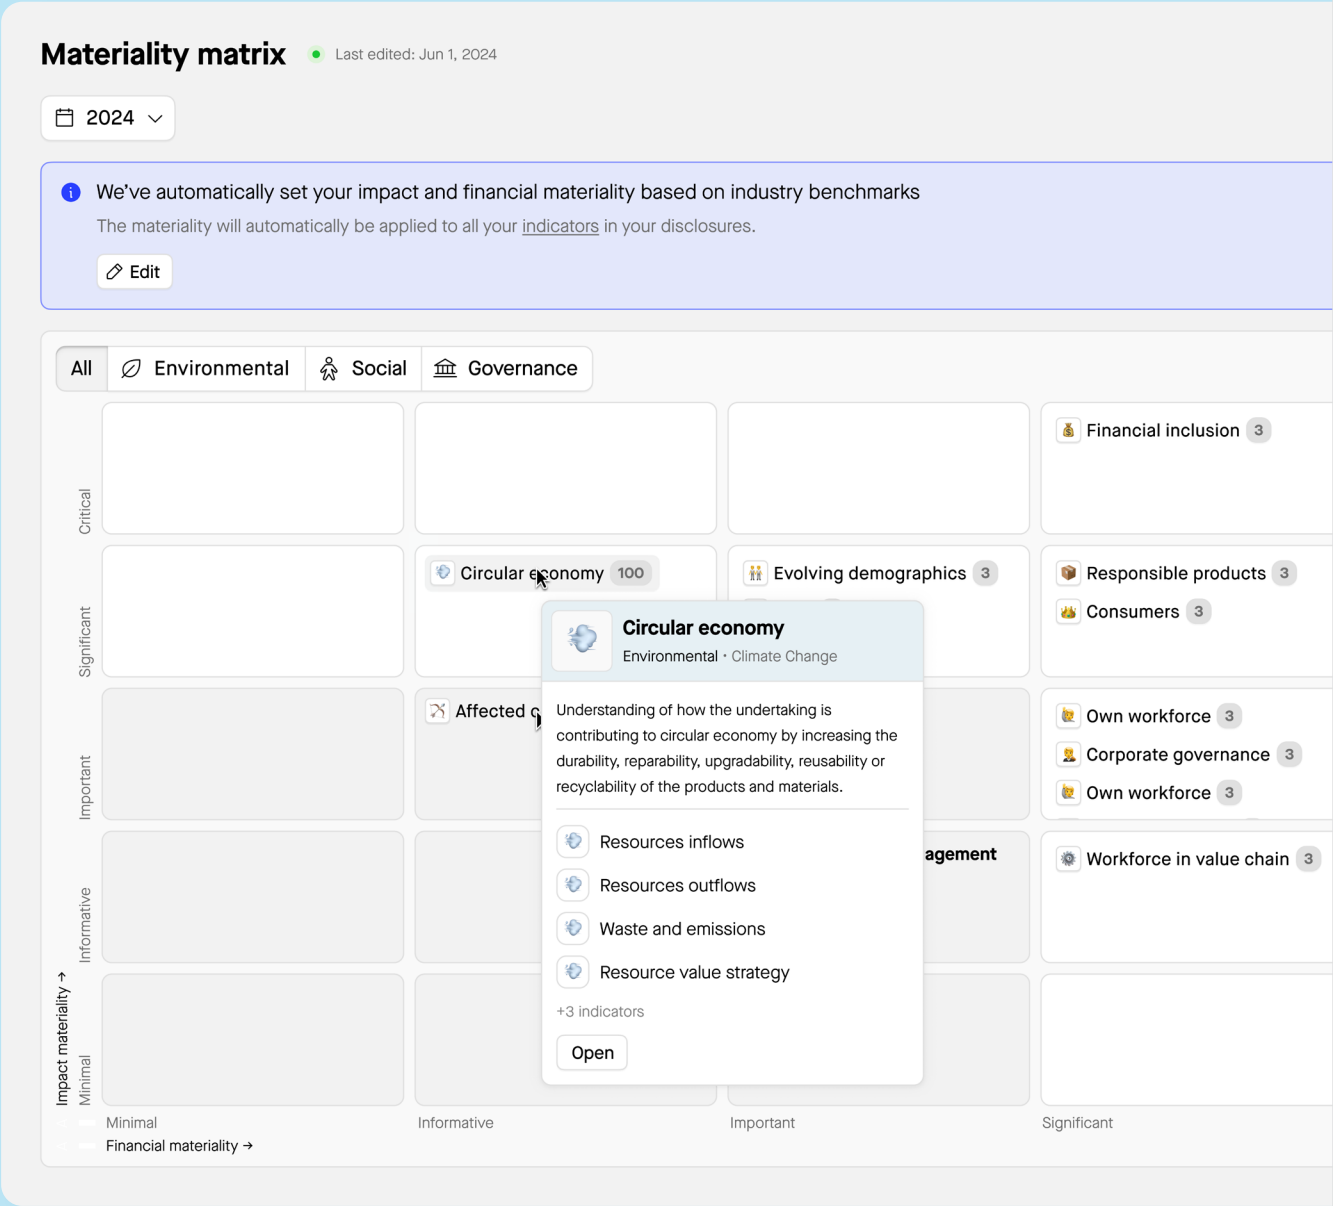 Materiality matrix
Last edited: Jun 1, 2024
2024
We've automatically set your impact and financial materiality based on industry benchmarks
The materiality will automatically be applied to all your indicators in your disclosures.
Edit
All
Environmental
Social
Governance
Critical
Financial inclusion 3
Significant
Circular economy 100
Evolving demographics 3
Responsible products 3
Consumers 3
Circular economy
Environmental · Climate Change
Understanding of how the undertaking is
contributing to circular economy by increasing the
durability, reparability, upgradability, reusability or
recyclability of the products and materials.
Resources inflows
Resources outflows
Waste and emissions
Resource value strategy
+3 indicators
Open
Important
Affected
Own workforce 3
Corporate governance 3
Own workforce 3
Informative
agement
Workforce in value chain 3
Minimal
Impact materiality →
Minimal
Informative
Important
Significant
Financial materiality →